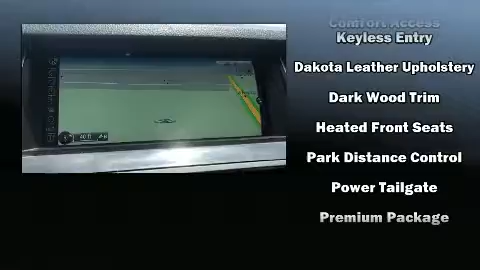 Comfort Access
Keyless Entry
Dakota Leather Upholstery
Dark Wood Trim
Heated Front Seats
Park Distance Control
Power Tailgate
Premium Package